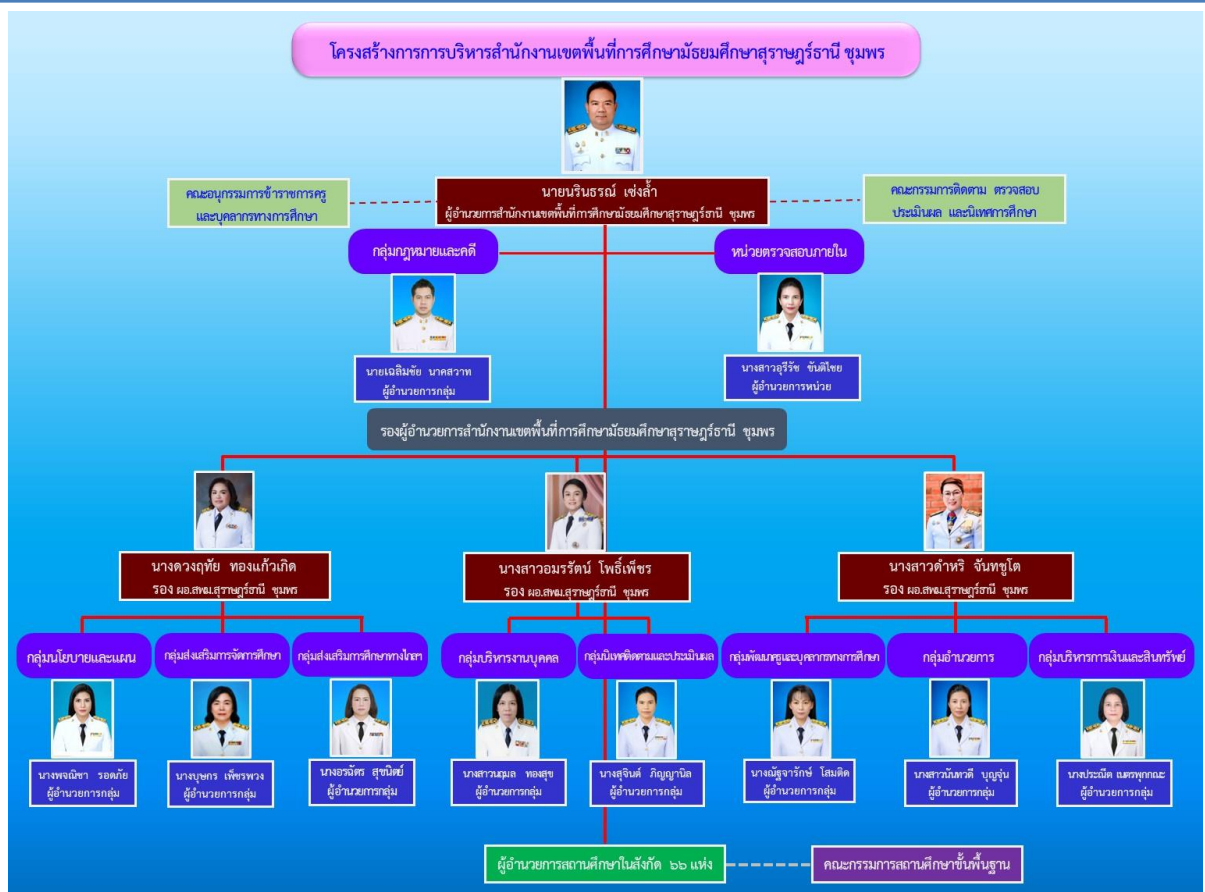 โครงสร้างการการบริหารสำนักงานเขตพื้นที่การศึกษามัธยมศึกษาสุราษฎร์ธานี ชุมพร
คณะอนุกรรมการข้าราชการครู
และบุคลากรทางการศึกษา
นายนรินธรณ์ เซ่งล้ำ
ผู้อำนวยการสำนักงานเขตพื้นที่การศึกษามัธยมศึกษาสุราษฎร์ธานี ชุมพร
คณะกรรมการติดตาม ตรวจสอบ
ประเมินผล และนิเทศการศึกษา
กลุ่มกฎหมายและคดี
หน่วยตรวจสอบภายใน
นายเฉลิมชัย นาคสวาท
ผู้อำนวยการกลุ่ม
นางสาวอุรีรัช ขันติไชย
ผู้อำนวยการหน่วย
รองผู้อำนวยการสำนักงานเขตพื้นที่การศึกษามัธยมศึกษาสุราษฎร์ธานี ชุมพร
นางดวงฤทัย ทองแก้วเกิด
รอง ผอ.สพม.สุราษฎร์ธานี ชุมพร
นางสาวอมรรัตน์ โพธิ์เพ็ชร
รอง ผอ.สพม.สุราษฎร์ธานี ชุมพร
นางสาวดำหริ จันทชูโต
รอง ผอ.สพม.สุราษฎร์ธานี ชุมพร
กลุ่มนโยบายและแผน
กลุ่มส่งเสริมการจัดการศึกษา
กลุ่มส่งเสริมการศึกษาทางไกลฯ
กลุ่มบริหารงานบุคคล
กลุ่มนิเทศติดตามและประเมินผล
กลุ่มพัฒนาครูและบุคลากรทางการศึกษา
กลุ่มอำนวยการ
กลุ่มบริหารการเงินและสินทรัพย์
นางพจณิชา รอดภัย
ผู้อำนวยการกลุ่ม
นางบุษกร เพ็ชรพวง
ผู้อำนวยการกลุ่ม
นางอรฉัตร สุขนิตย์
ผู้อำนวยการกลุ่ม
นางสาวนฤมล ทองสุข
ผู้อำนวยการกลุ่ม
นางสุจินต์ ภิญญานิล
ผู้อำนวยการกลุ่ม
นางณัฐจารักษ์ โสมติด
ผู้อำนวยการกลุ่ม
นางสาวนันทวดี บุญจุ่น
ผู้อำนวยการกลุ่ม
นางประณีต เนตรพุกกณะ
ผู้อำนวยการกลุ่ม
ผู้อำนวยการสถานศึกษาในสังกัด ๖๖ แห่ง
คณะกรรมการสถานศึกษาขั้นพื้นฐาน